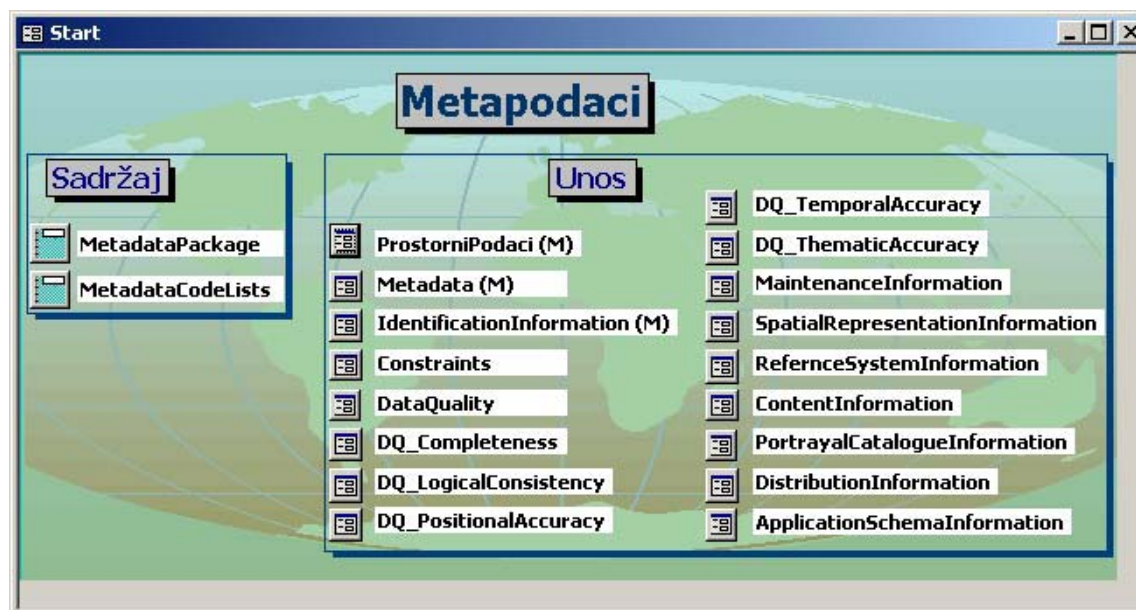 Start
Metapodaci
Sadržaj
MetadataPackage
MetadataCodeLists
Unos
ProstorniPodaci (M)
Metadata (M)
IdentificationInformation (M)
Constraints
DataQuality
DQ_Completeness
DQ_LogicalConsistency
DQ_PositionalAccuracy
DQ_TemporalAccuracy
DQ_ThematicAccuracy
MaintenanceInformation
SpatialRepresentationInformation
RefernceSystemInformation
ContentInformation
PortrayalCatalogueInformation
DistributionInformation
ApplicationSchemaInformation